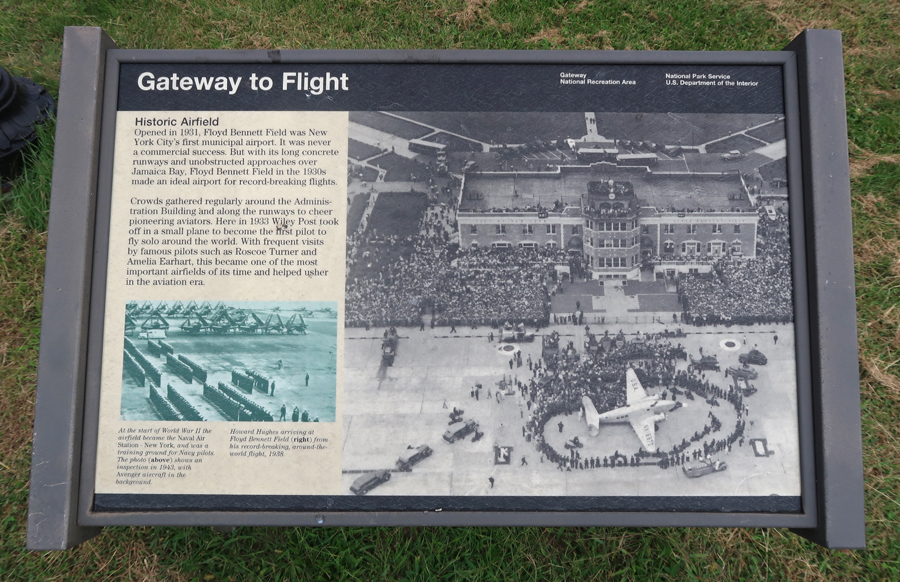 Gateway to Flight
Gateway
National Recreation Area
National Park Service
U.S. Department of the Interior
Historic Airfield
Opened in 1931, Floyd Bennett Field was New
York City's first municipal airport. It was never
a commercial success. But with its long concrete
runways and unobstructed approaches over
Jamaica Bay, Floyd Bennett Field in the 1930s
made an ideal airport for record-breaking flights.
Crowds gathered regularly around the Adminis-
tration Building and along the runways to cheer
pioneering aviators. Here in 1933 Wiley Post took
off in a small plane to become the first pilot to
fly solo around the world. With frequent visits
by famous pilots such as Roscoe Turner and
Amelia Earhart, this became one of the most
important airfields of its time and helped usher
in the aviation era.
At the start of World War II the
airfield became the Naval Air
Station - New York, and was a
training ground for Navy pilots.
The photo (above) shows an
inspection in 1943, with
Avenger aircraft in the
background.
Howard Hughes arriving at
Floyd Bennett Field (right) from
his record-breaking, around-the-
world flight, 1938.